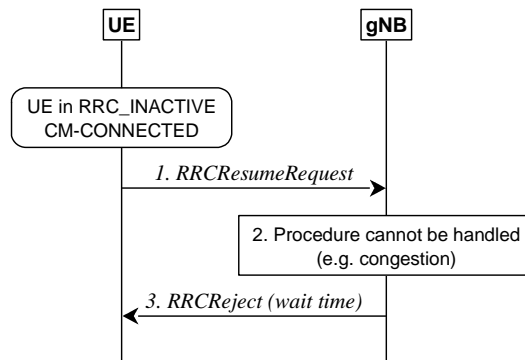 UE
gNB
UE in RRC_INACTIVE
CM-CONNECTED
1. RRCResumeRequest
2. Procedure cannot be handled
(e.g. congestion)
3. RRCReject (wait time)